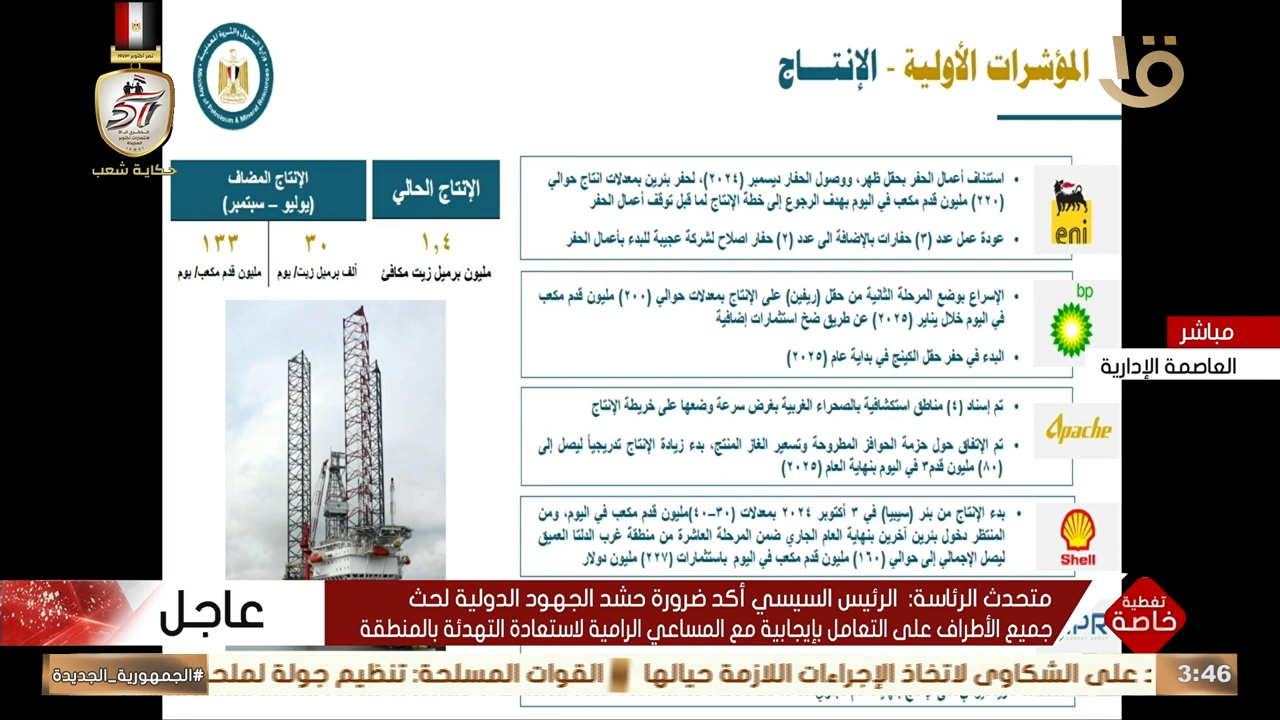 المؤشرات الأولية - الإنتـــاج
Ministry of Petroleum & Mineral Resources
نصر أكتوبر ١٩٧٣
حكاية شعب
الإنتاج الحالي
١,٤
مليون برميل زيت مكافئ
الإنتاج المضاف
(يوليو – سبتمبر)
٣٠
ألف برميل زيت/ يوم
١٣٣
مليون قدم مكعب/ يوم
eni
• استئناف أعمال الحفر بحقل ظهر، ووصول الحفار ديسمبر (٢٠٢٤)، لحفر بئرين بمعدلات انتاج حوالي
(٢٢٠) مليون قدم مكعب في اليوم بهدف الرجوع إلى خطة الإنتاج لما قبل توقف أعمال الحفر
• عودة عمل عدد (٣) حفارات بالإضافة الى عدد (٢) حفار اصلاح لشركة عجيبة للبدء بأعمال الحفر
bp
• الإسراع بوضع المرحلة الثانية من حقل (ريفين) على الإنتاج بمعدلات حوالي (٢٠٠) مليون قدم مكعب
في اليوم خلال يناير (٢٠٢٥) عن طريق ضخ استثمارات إضافية
• البدء في حفر حقل الكينج في بداية عام (٢٠٢٥)
Apache
• تم إسناد (٤) مناطق استكشافية بالصحراء الغربية بغرض سرعة وضعها على خريطة الإنتاج
• تم الإتفاق حول حزمة الحوافز المطروحة وتسعير الغاز المنتج، بدء زيادة الإنتاج تدريجياً ليصل إلى
(٨٠) مليون قدم٣ في اليوم بنهاية العام (٢٠٢٥)
Shell
• بدء الإنتاج من بئر (سيبيا) في ٣ أكتوبر ٢٠٢٤ بمعدلات (٣٠-٤٠)مليون قدم مكعب في اليوم، ومن
المنتظر دخول بئرين آخرين بنهاية العام الجاري ضمن المرحلة العاشرة من منطقة غرب الدلتا العميق
ليصل الإجمالي إلى حوالي (١٦٠) مليون قدم مكعب في اليوم باستثمارات (٢٢٧) مليون دولار
مباشر
العاصمة الإدارية
تغطية
خاصة
عاجل
متحدث الرئاسة: الرئيس السيسي أكد ضرورة حشد الجهود الدولية لحث
جميع الأطراف على التعامل بإيجابية مع المساعي الرامية لاستعادة التهدئة بالمنطقة
3:46
على الشكاوى لاتخاذ الإجراءات اللازمة حيالها القوات المسلحة: تنظيم جولة
#الجمهورية_الجديدة